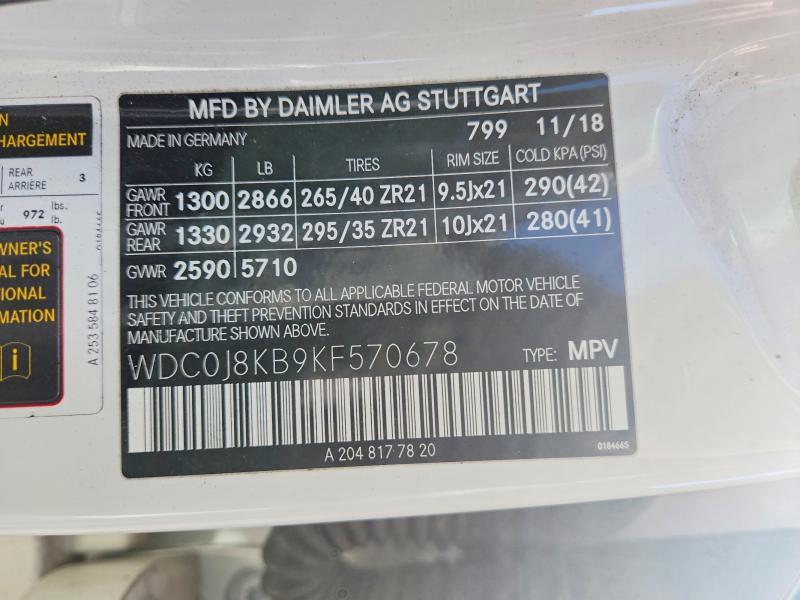 N
CHARGEMENT
REAR
ARRIÈRE 3
972 lbs.
lb.
0184665
WNER'S
AL FOR
TIONAL
RMATION
i
A 253 584 81 06
MFD BY DAIMLER AG STUTTGART
MADE IN GERMANY 799 11/18
KG LB TIRES RIM SIZE COLD KPA (PSI)
GAWR FRONT 1300 2866 265/40 ZR21 9.5Jx21 290(42)
GAWR REAR 1330 2932 295/35 ZR21 10Jx21 280(41)
GVWR 2590 5710
THIS VEHICLE CONFORMS TO ALL APPLICABLE FEDERAL MOTOR VEHICLE
SAFETY AND THEFT PREVENTION STANDARDS IN EFFECT ON THE DATE OF
MANUFACTURE SHOWN ABOVE.
WDC0J8KB9KF570678 TYPE: MPV
A 204 817 78 20
0184665